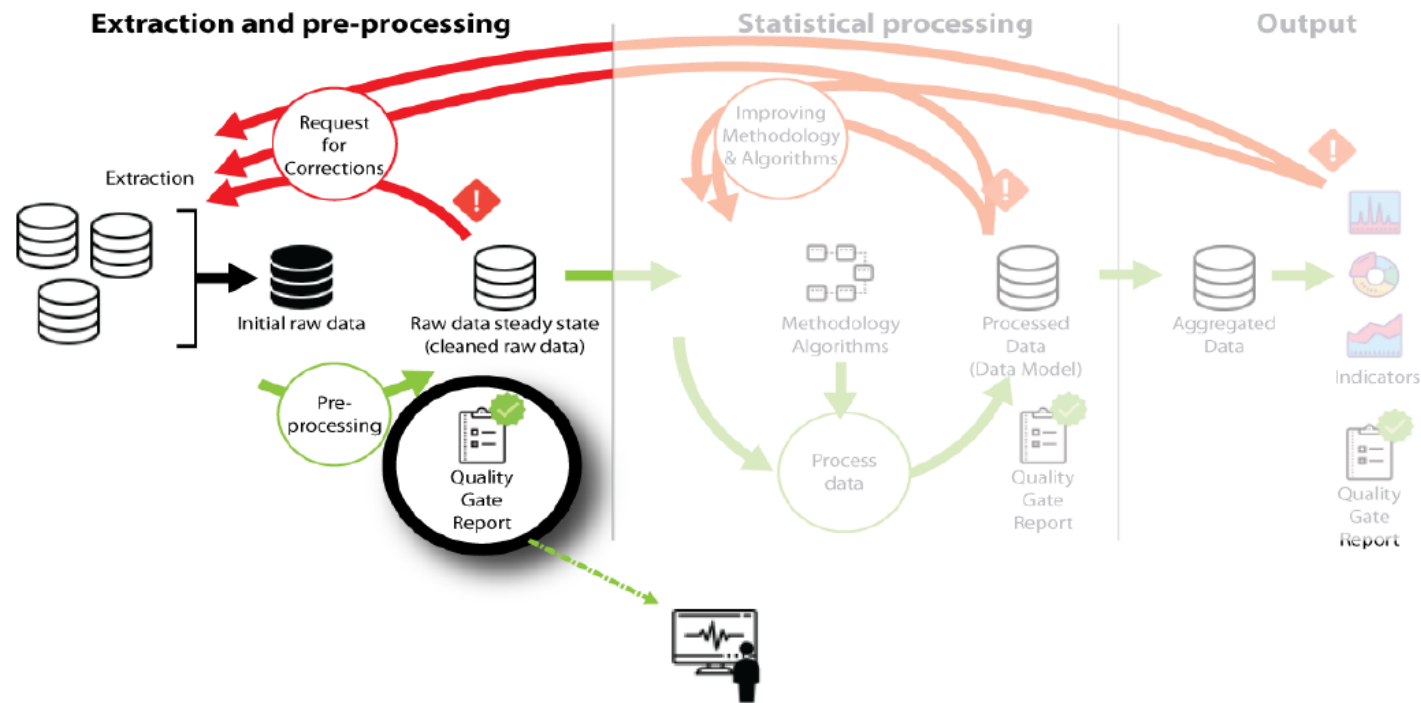 Extraction and pre-processing
Statistical processing
Output
Request
for
Corrections
Improving
Methodology
& Algorithms
Extraction
Initial raw data
Raw data steady state
(cleaned raw data)
Methodology
Algorithms
Processed
Data
(Data Model)
Aggregated
Data
Indicators
Pre-
processing
Quality
Gate
Report
Process
data
Quality
Gate
Report
Quality
Gate
Report